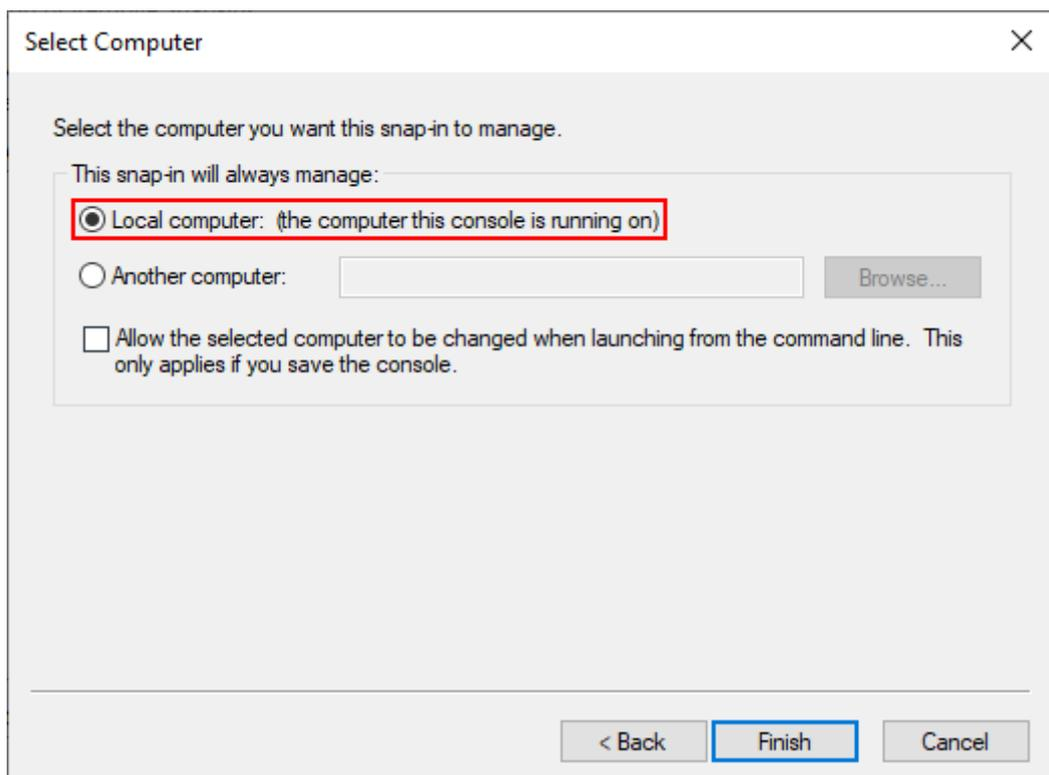 Select Computer
Select the computer you want this snap-in to manage.
This snap-in will always manage:
Local computer:  (the computer this console is running on)
Another computer:
Browse...
Allow the selected computer to be changed when launching from the command line.  This
only applies if you save the console.
< Back
Finish
Cancel